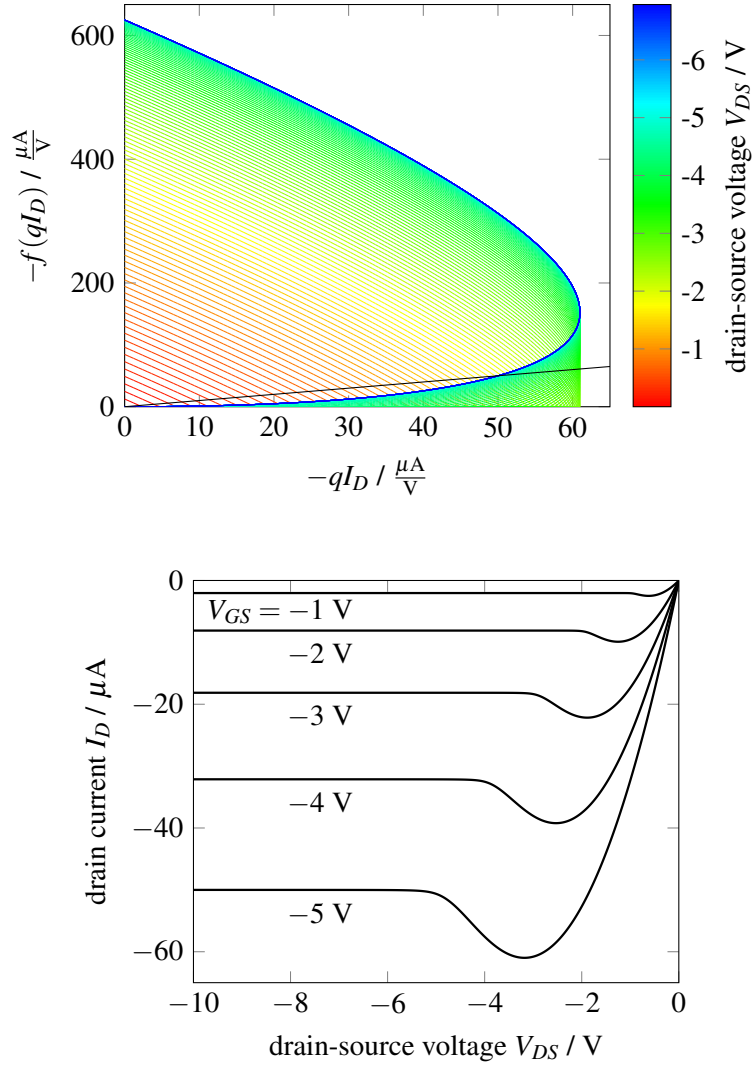 600
400
200
0
−f(qI_D) / μA/V
0 10 20 30 40 50 60
−qI_D / μA/V
-6
-5
-4
-3
-2
-1
drain-source voltage V_DS / V
0
−20
−40
−60
drain current I_D / μA
V_GS = −1 V
−2 V
−3 V
−4 V
−5 V
−10 −8 −6 −4 −2 0
drain-source voltage V_DS / V